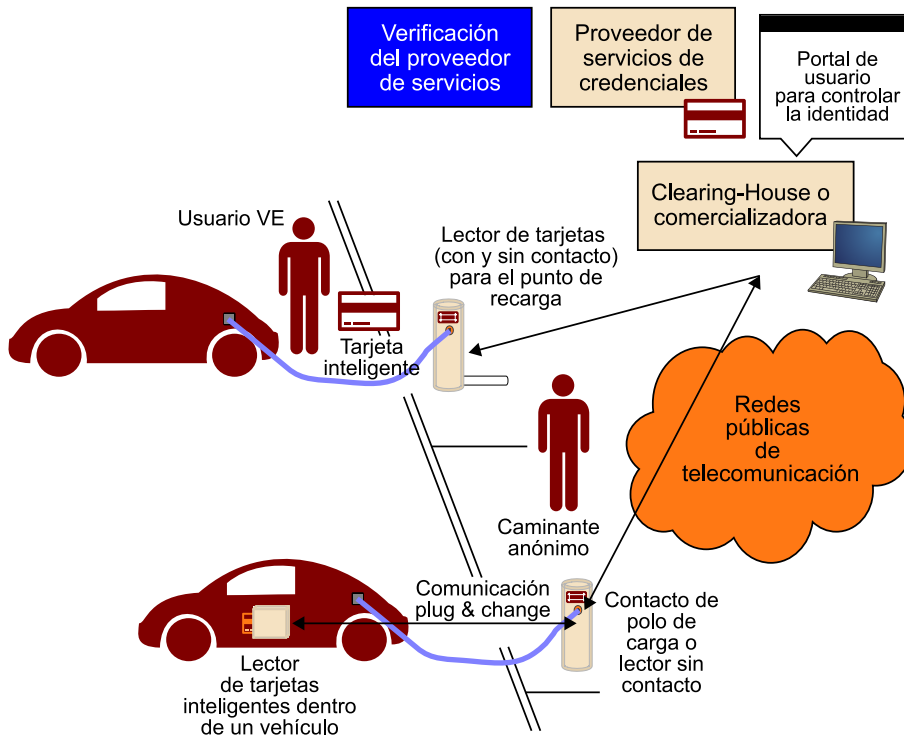 Verificación
del proveedor
de servicios
Proveedor de
servicios de
credenciales
Portal de
usuario
para controlar
la identidad
Clearing-House o
comercializadora
Usuario VE
Lector de tarjetas
(con y sin contacto)
para el punto de
recarga
Tarjeta
inteligente
Redes
públicas
de
telecomunicación
Caminante
anónimo
Comunicación
plug & change
Contacto de
polo de
carga o
lector sin
contacto
Lector
de tarjetas
inteligentes dentro
de un vehículo